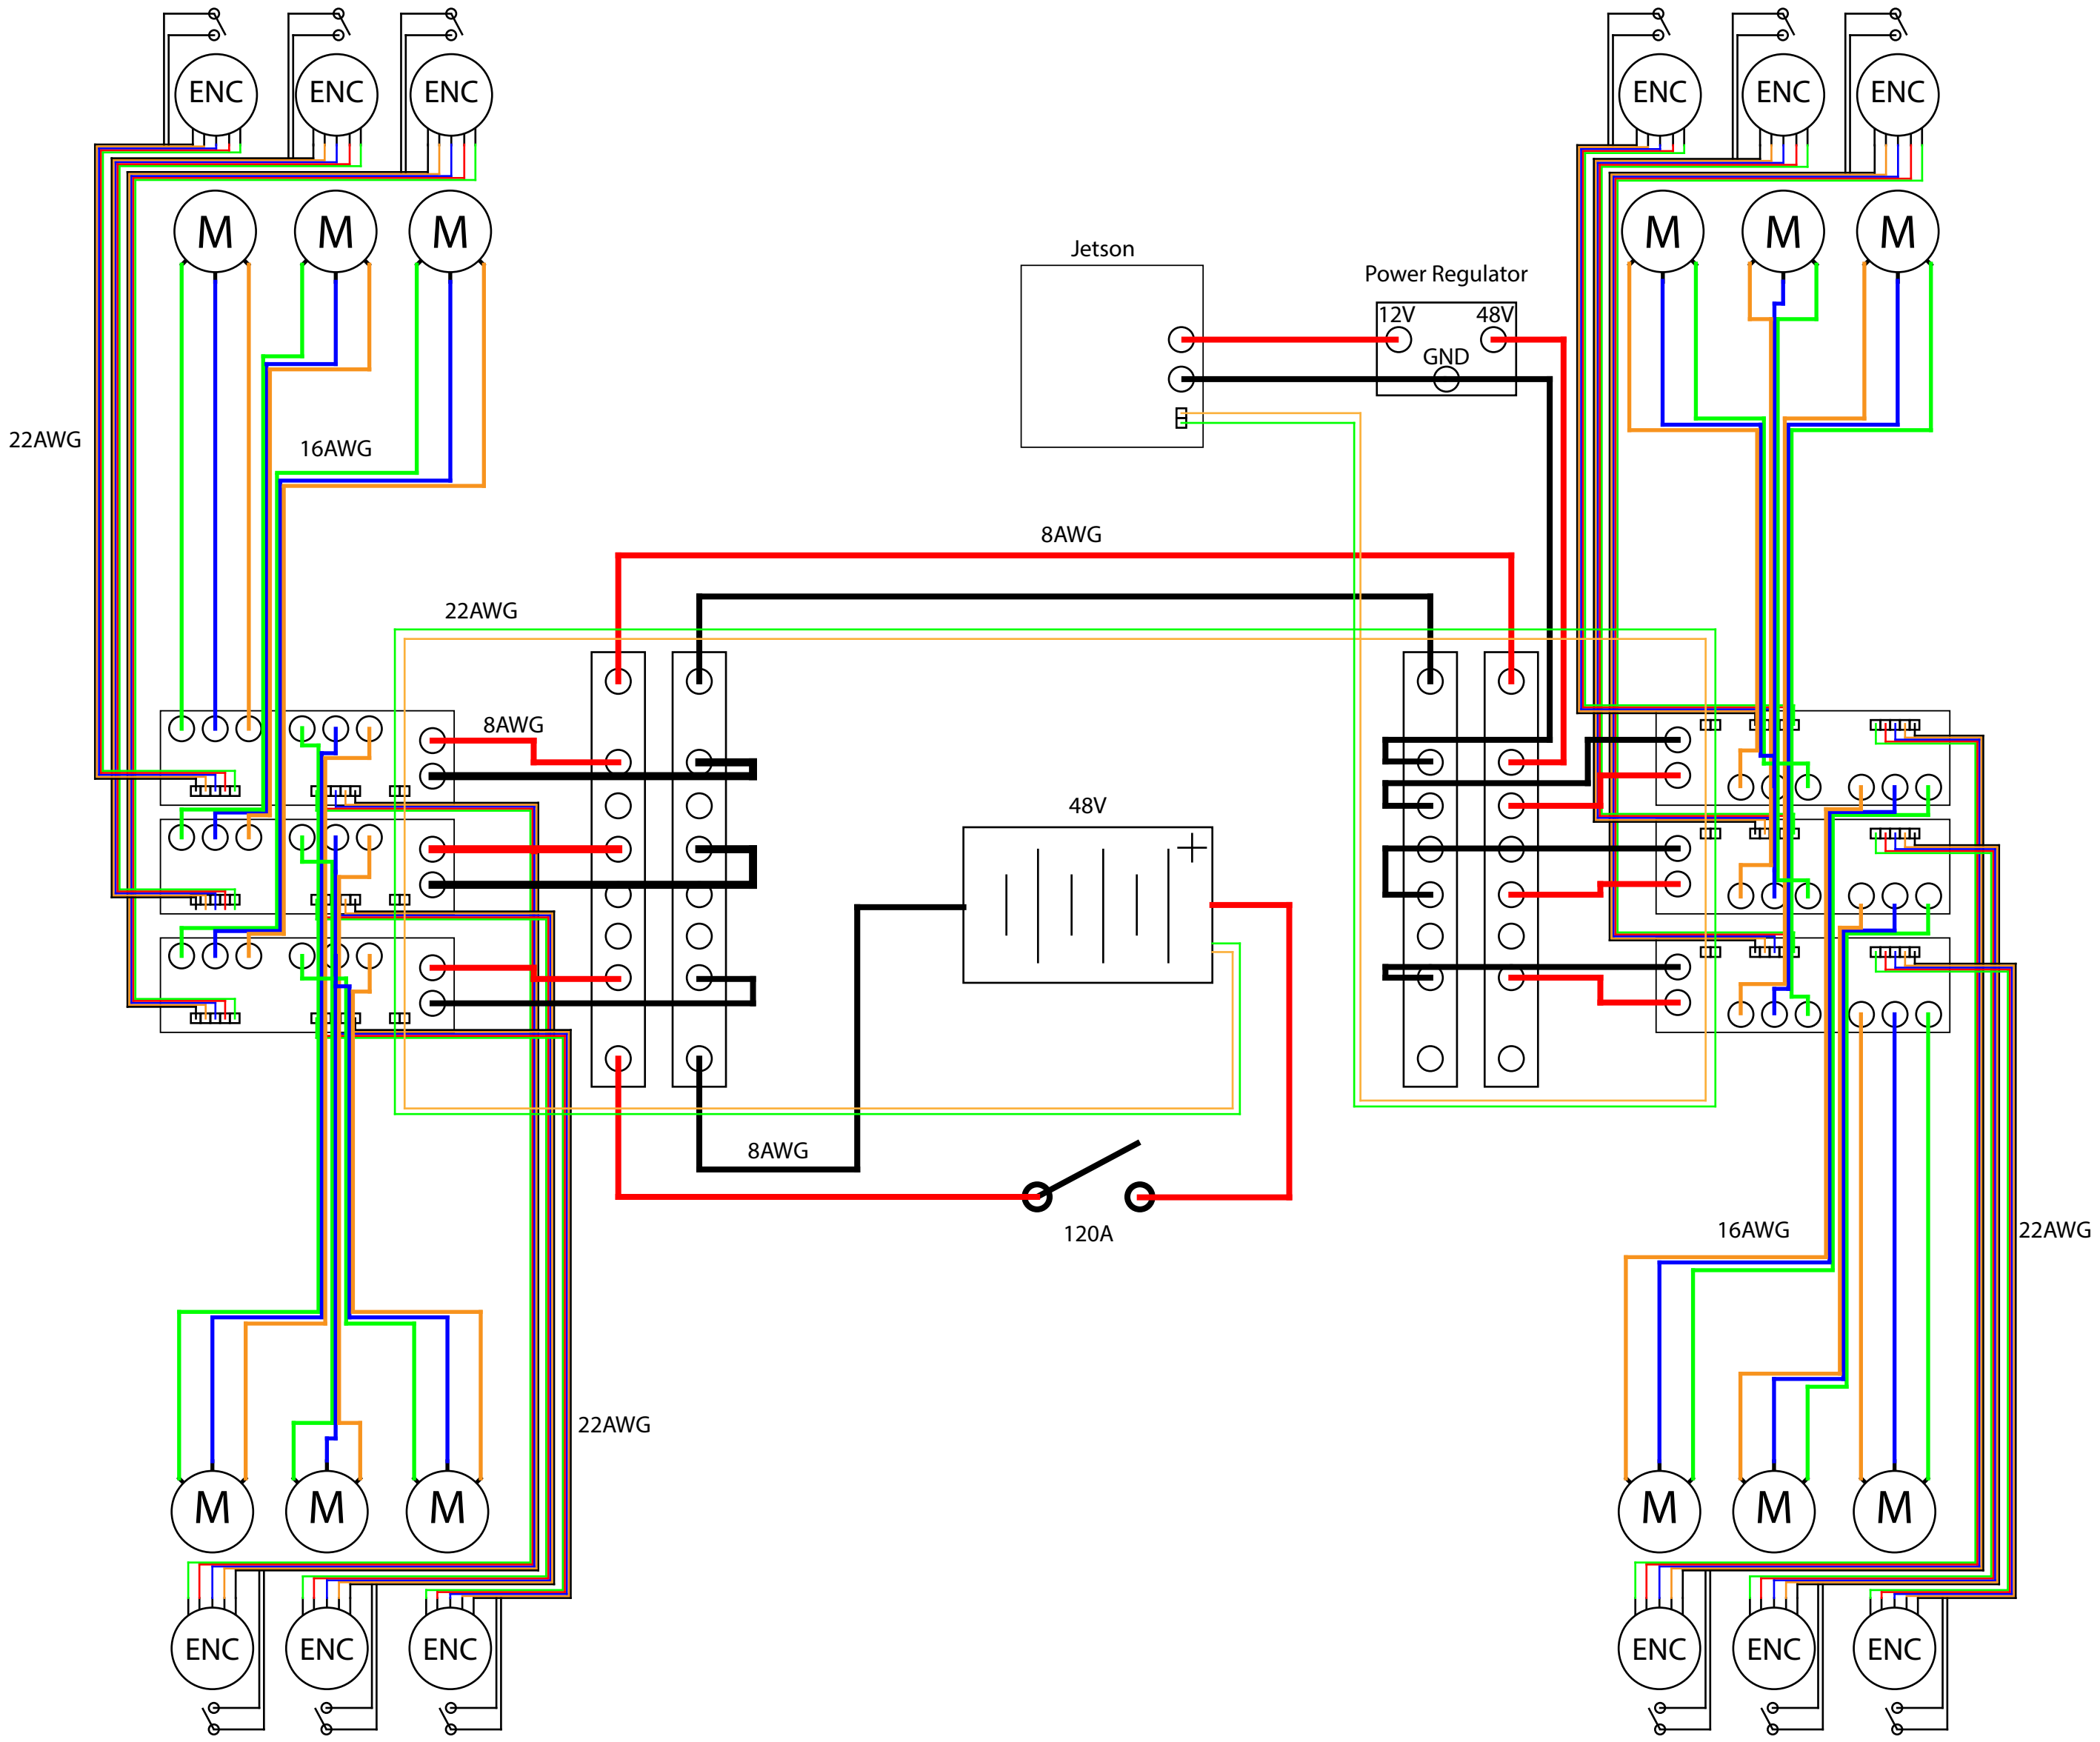 ENC
ENC
ENC
ENC
ENC
ENC
M
M
M
M
M
M
Jetson
Power Regulator
12V
48V
GND
22AWG
16AWG
8AWG
22AWG
8AWG
48V
8AWG
120A
16AWG
22AWG
22AWG
M
M
M
M
M
M
ENC
ENC
ENC
ENC
ENC
ENC